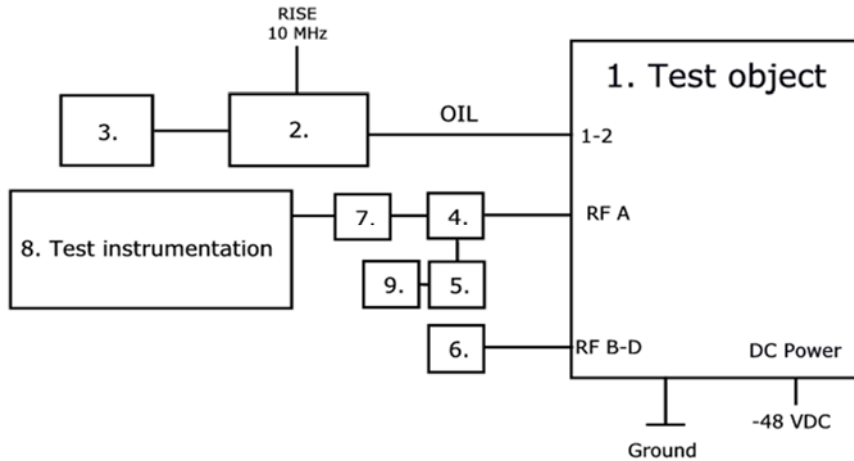 RISE
10 MHz
1. Test object
3.
2.
OIL
1-2
8. Test instrumentation
7.
4.
RF A
9.
5.
6.
RF B-D
DC Power
-48 VDC
Ground